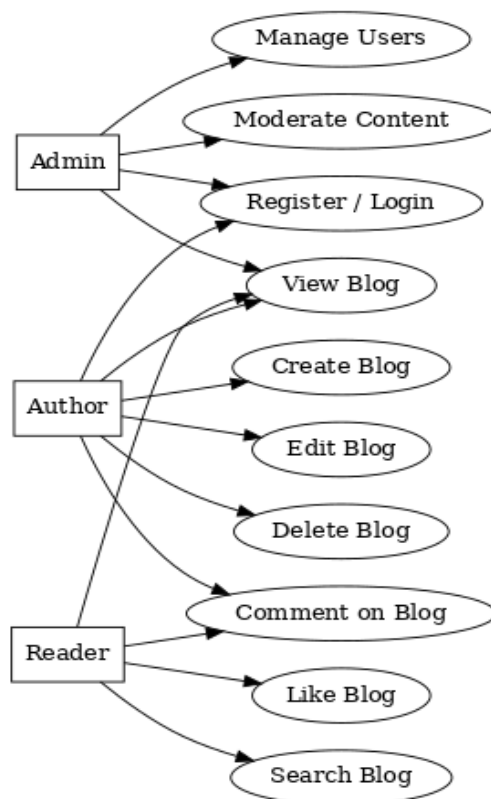 Manage Users
Moderate Content
Admin
Register / Login
View Blog
Create Blog
Author
Edit Blog
Delete Blog
Comment on Blog
Reader
Like Blog
Search Blog